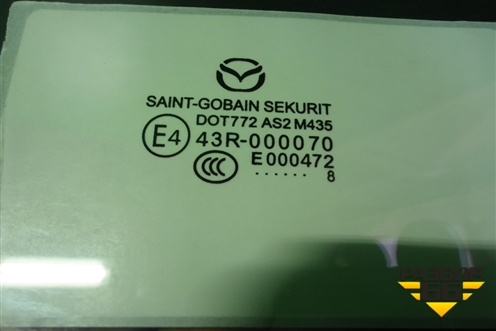 SAINT-GOBAIN SEKURIT
DOT772 AS2 M435
E4 43R-000070
CCC E000472
...... 8